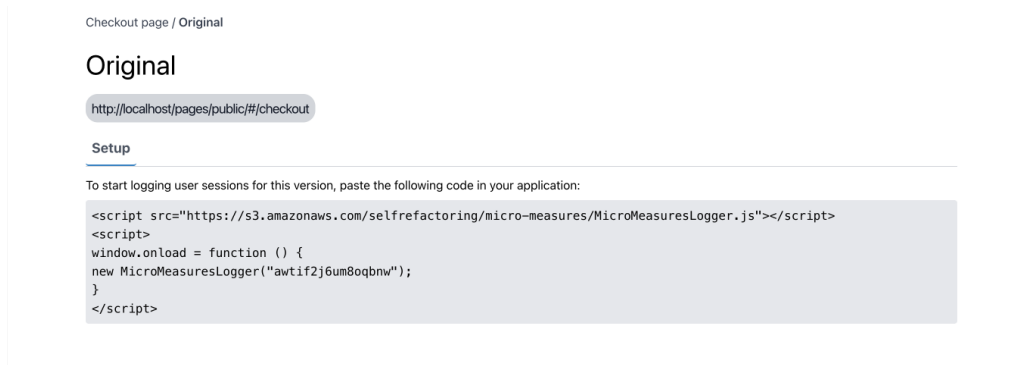 Checkout page / Original
Original
http://localhost/pages/public/#/checkout
Setup
To start logging user sessions for this version, paste the following code in your application:
<script src="https://s3.amazonaws.com/selfrefactoring/micro-measures/MicroMeasuresLogger.js"></script>
<script>
window.onload = function () {
new MicroMeasuresLogger("awtif2j6um8oqbnw");
}
</script>